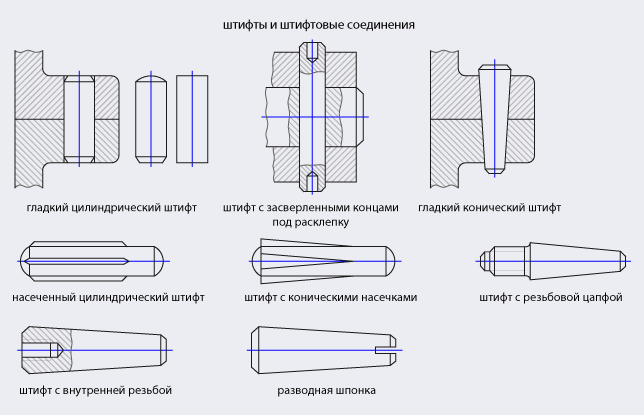 штифты и штифтовые соединения
гладкий цилиндрический штифт
штифт с засверленными концами
под расклепку
гладкий конический штифт
насеченный цилиндрический штифт
штифт с коническими насечками
штифт с резьбовой цапфой
штифт с внутренней резьбой
разводная шпонка